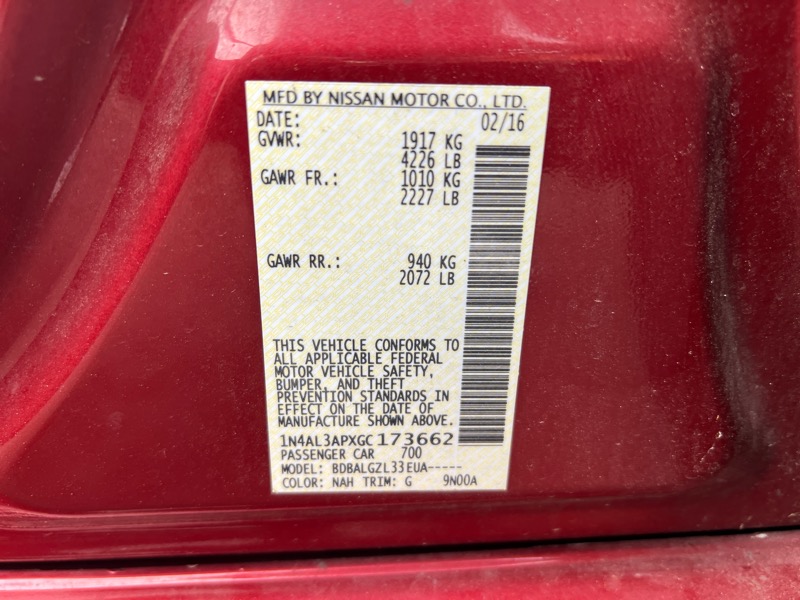 MFD BY NISSAN MOTOR CO., LTD.
DATE: 02/16
GVWR: 1917 KG
4226 LB
GAWR FR.: 1010 KG
2227 LB
GAWR RR.: 940 KG
2072 LB
THIS VEHICLE CONFORMS TO
ALL APPLICABLE FEDERAL
MOTOR VEHICLE SAFETY,
BUMPER, AND THEFT
PREVENTION STANDARDS IN
EFFECT ON THE DATE OF
MANUFACTURE SHOWN ABOVE.
1N4AL3APXGC173662
PASSENGER CAR 700
MODEL: BDBALGZL33EUA-----
COLOR: NAH TRIM: G 9N00A